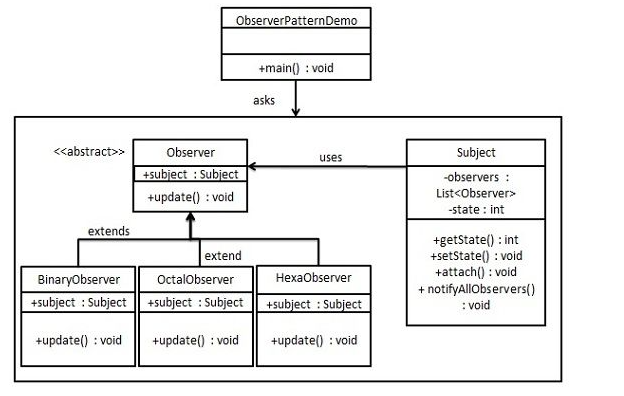 ObserverPatternDemo
+main() : void
asks
<<abstract>>
Observer
+subject : Subject
+update() : void
uses
Subject
-observers :
List<Observer>
-state : int
+getState() : int
+setState() : void
+attach() : void
+ notifyAllObservers()
: void
extends
extend
BinaryObserver
+subject : Subject
+update() : void
OctalObserver
+subject : Subject
+update() : void
HexaObserver
+subject : Subject
+update() : void